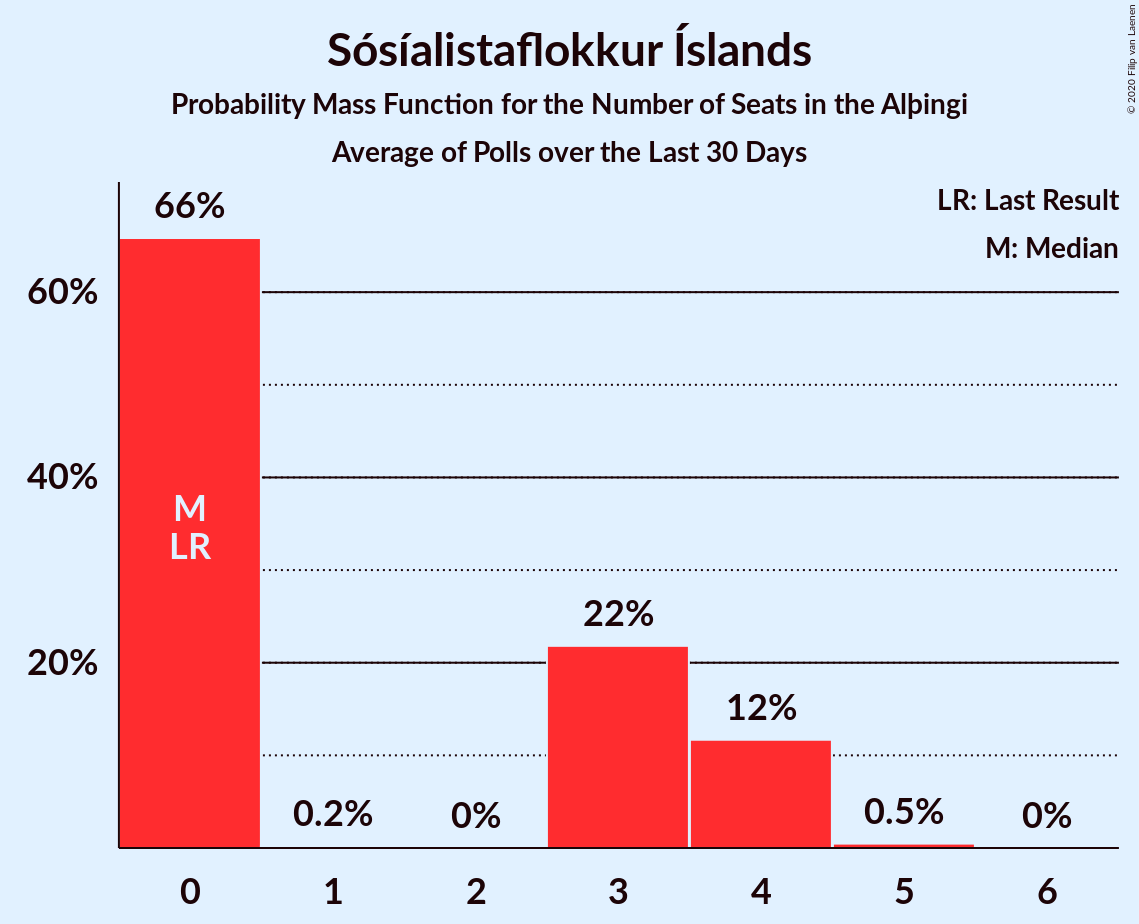 Sósíalistaflokkur Íslands
Probability Mass Function for the Number of Seats in the Alþingi
Average of Polls over the Last 30 Days
© 2020 Filip van Laenen
LR: Last Result
M: Median
66%
60%
40%
M
LR
22%
20%
12%
0.2%
0%
0.5%
0%
0 1 2 3 4 5 6